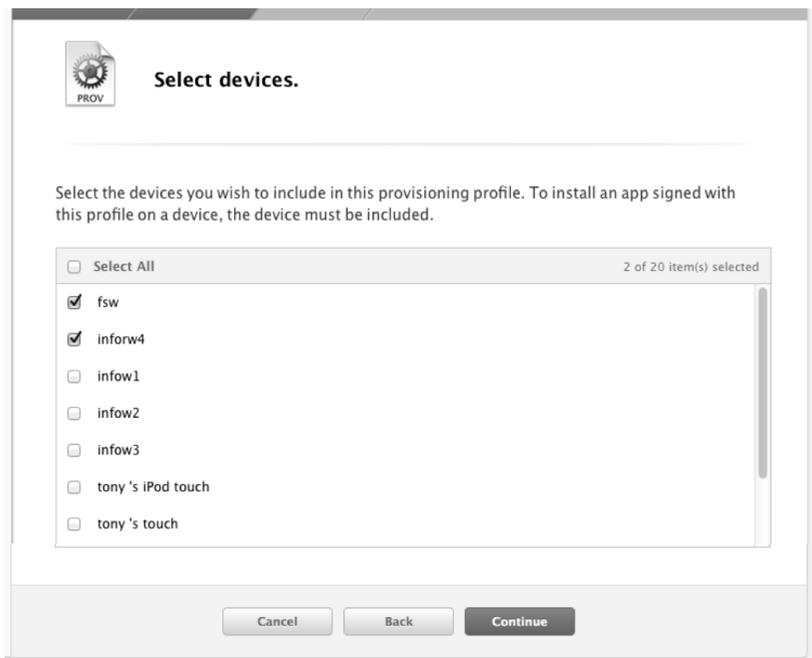 PROV
Select devices.
Select the devices you wish to include in this provisioning profile. To install an app signed with
this profile on a device, the device must be included.
Select All
2 of 20 item(s) selected
fsw
inforw4
infow1
infow2
infow3
tony 's iPod touch
tony 's touch
Cancel
Back
Continue